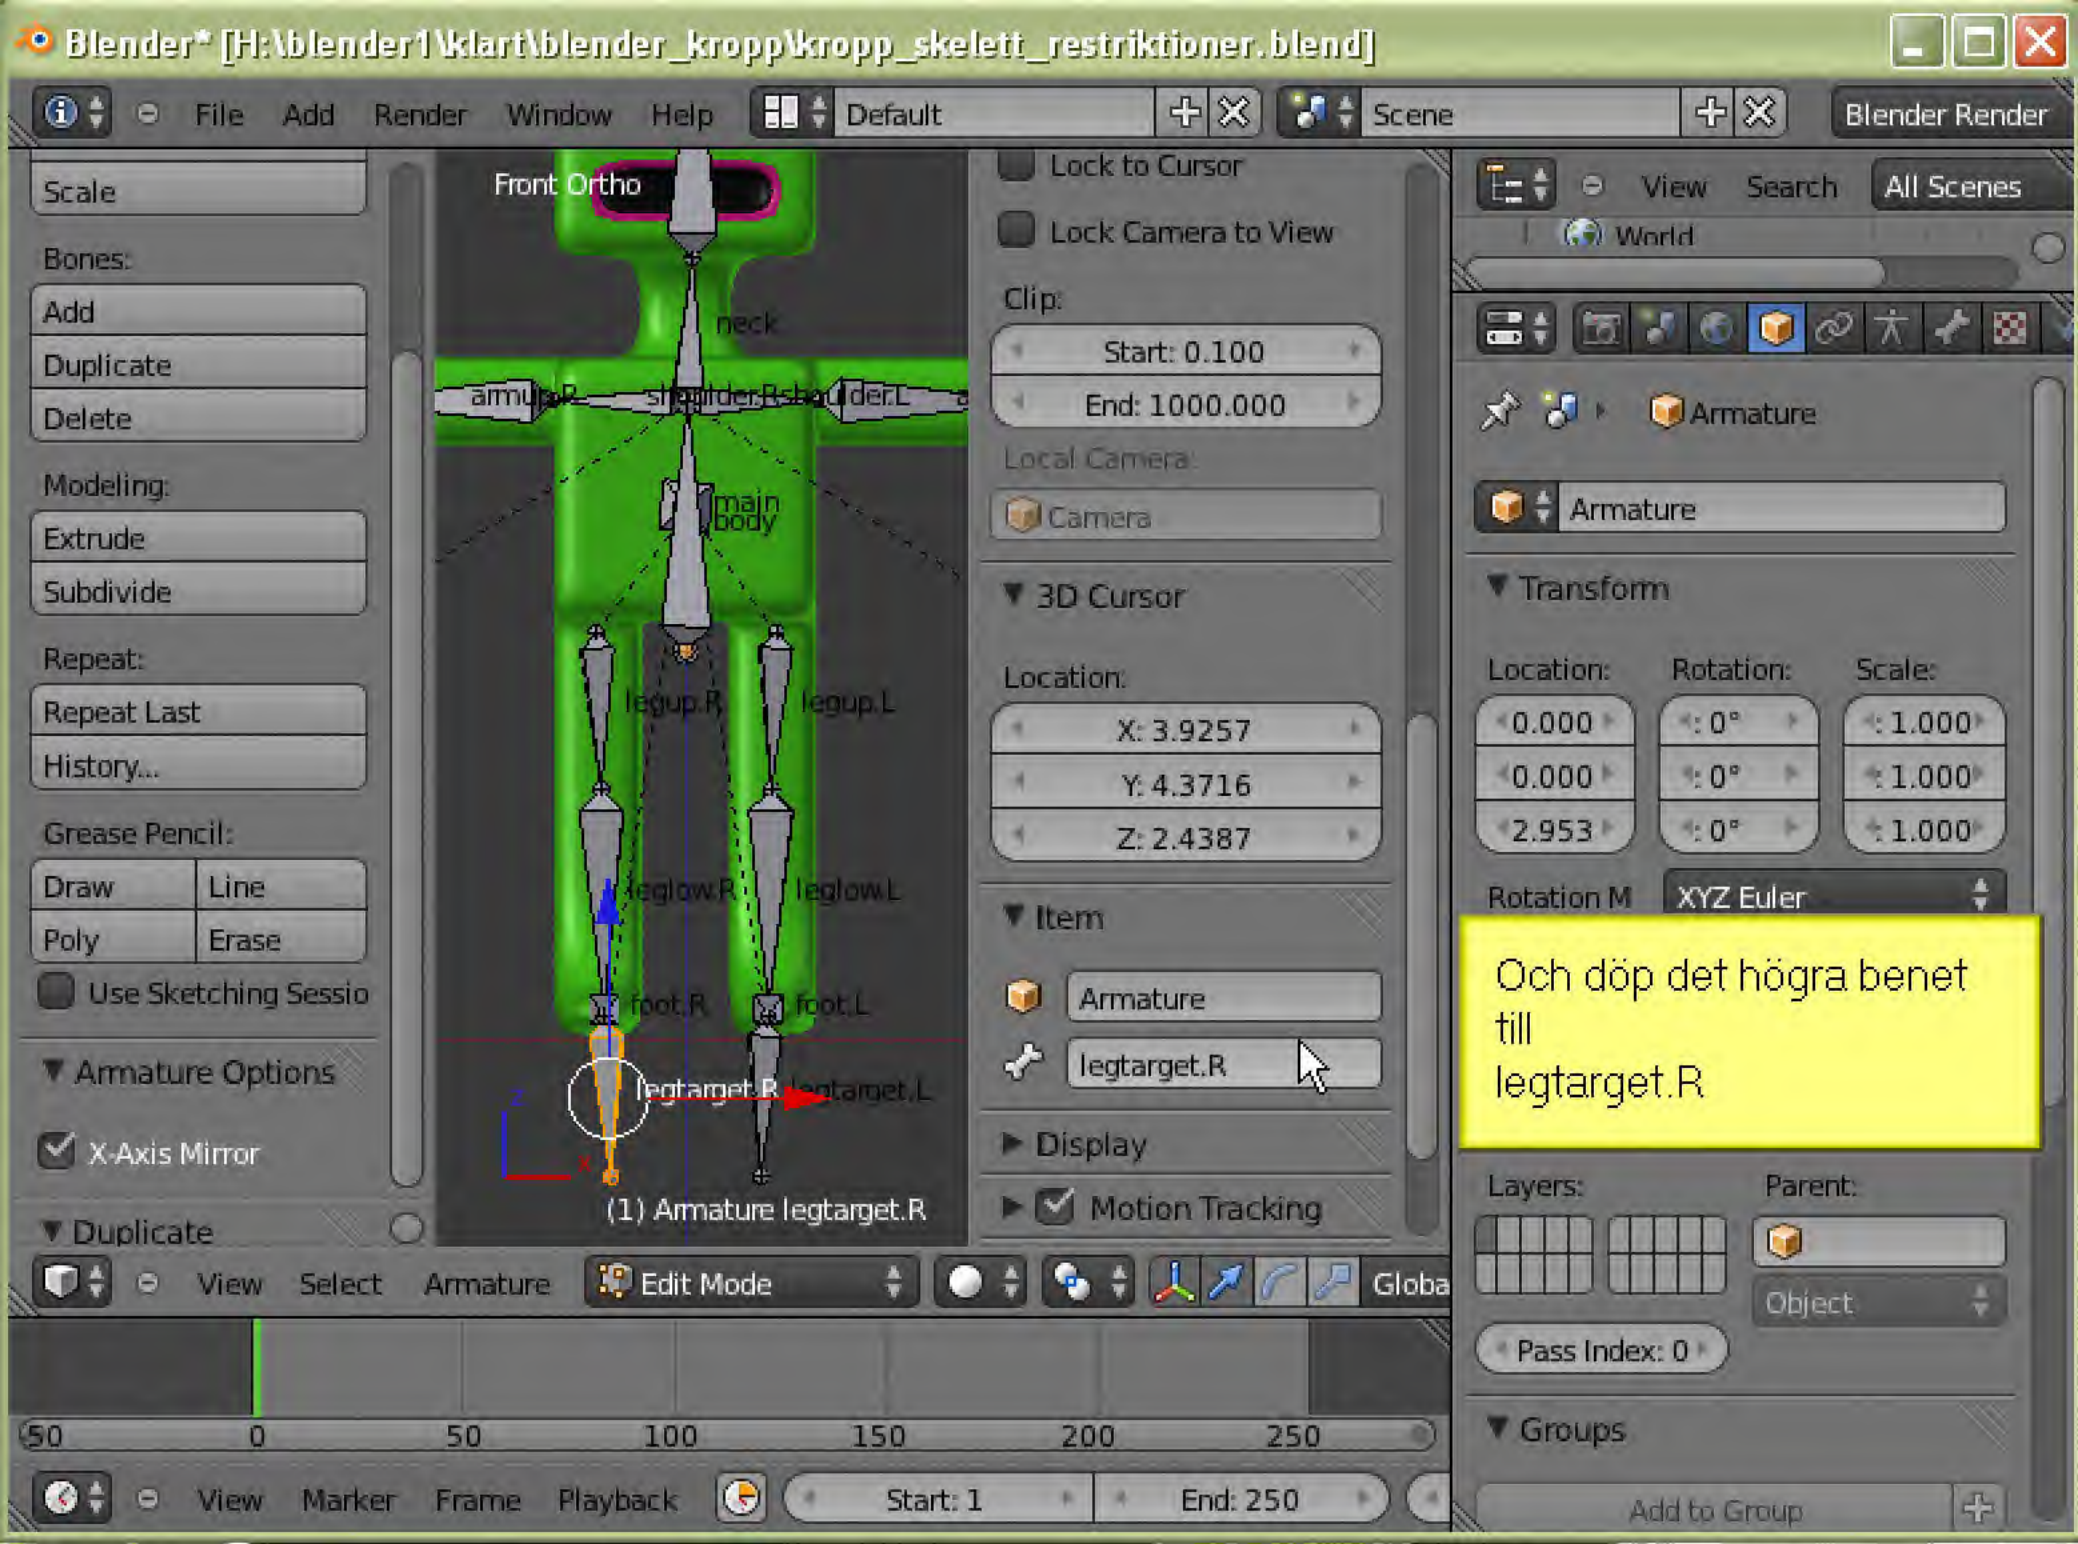 Blender* [H:\blender1\klart\blender_kropp\kropp_skelett_restriktioner.blend]
File Add Render Window Help Default Scene Blender Render
Scale
Bones:
Add
Duplicate
Delete
Modeling:
Extrude
Subdivide
Repeat:
Repeat Last
History...
Grease Pencil:
Draw Line
Poly Erase
Use Sketching Sessio
Armature Options
X-Axis Mirror
Duplicate
Front Ortho
neck
armup.R shoulder.R shoulder.L a
main
body
legup.R legup.L
leglow.R leglow.L
foot.R foot.L
legtarget.R legtarget.L
z
x
(1) Armature legtarget.R
Lock to Cursor
Lock Camera to View
Clip:
Start: 0.100
End: 1000.000
Local Camera:
Camera
3D Cursor
Location:
X: 3.9257
Y: 4.3716
Z: 2.4387
Item
Armature
legtarget.R
Display
Motion Tracking
View Search All Scenes
World
Armature
Armature
Transform
Location: Rotation: Scale:
0.000 : 0° : 1.000
0.000 : 0° : 1.000
2.953 : 0° : 1.000
Rotation M XYZ Euler
Och döp det högra benet
till
legtarget.R
Layers: Parent:
Object
Pass Index: 0
Groups
Add to Group
View Select Armature Edit Mode Globa
-50 0 50 100 150 200 250
View Marker Frame Playback Start: 1 End: 250